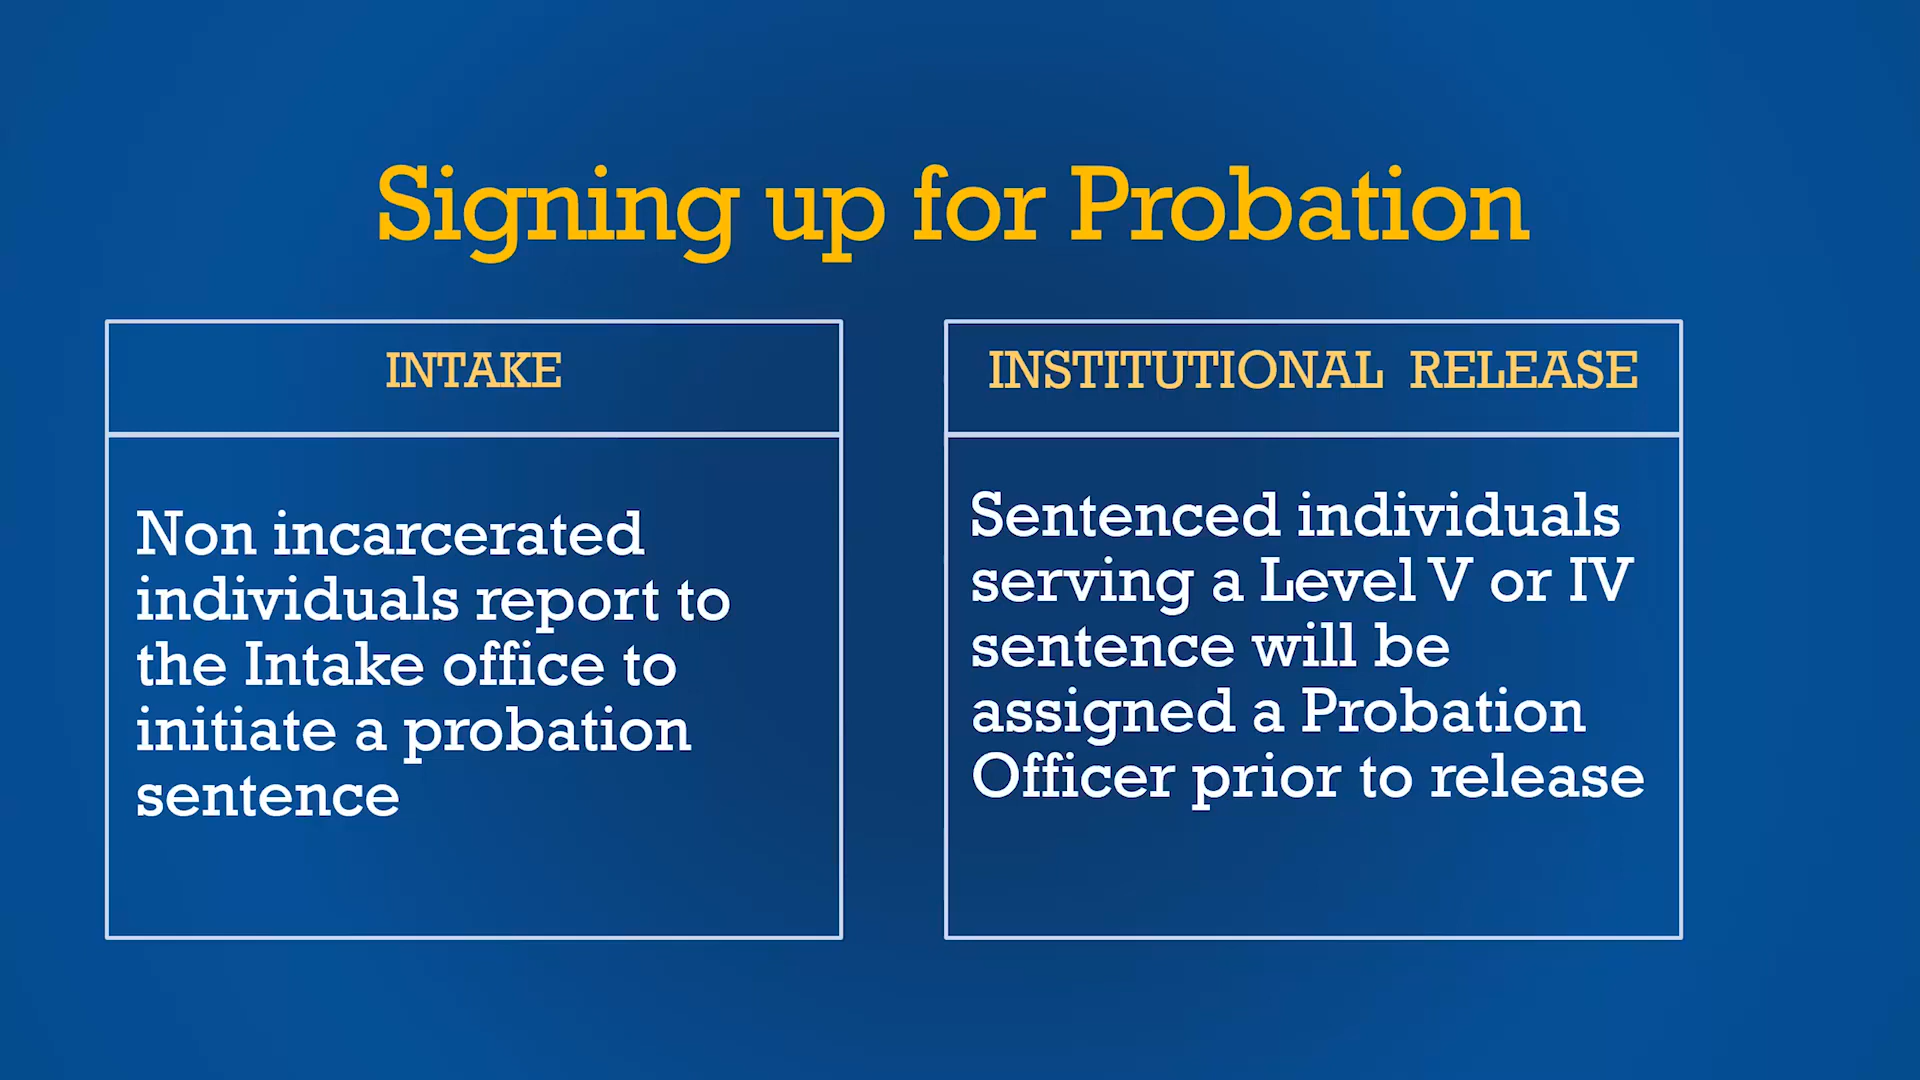 Signing up for Probation
INTAKE
Non incarcerated
individuals report to
the Intake office to
initiate a probation
sentence
INSTITUTIONAL RELEASE
Sentenced individuals
serving a Level V or IV
sentence will be
assigned a Probation
Officer prior to release